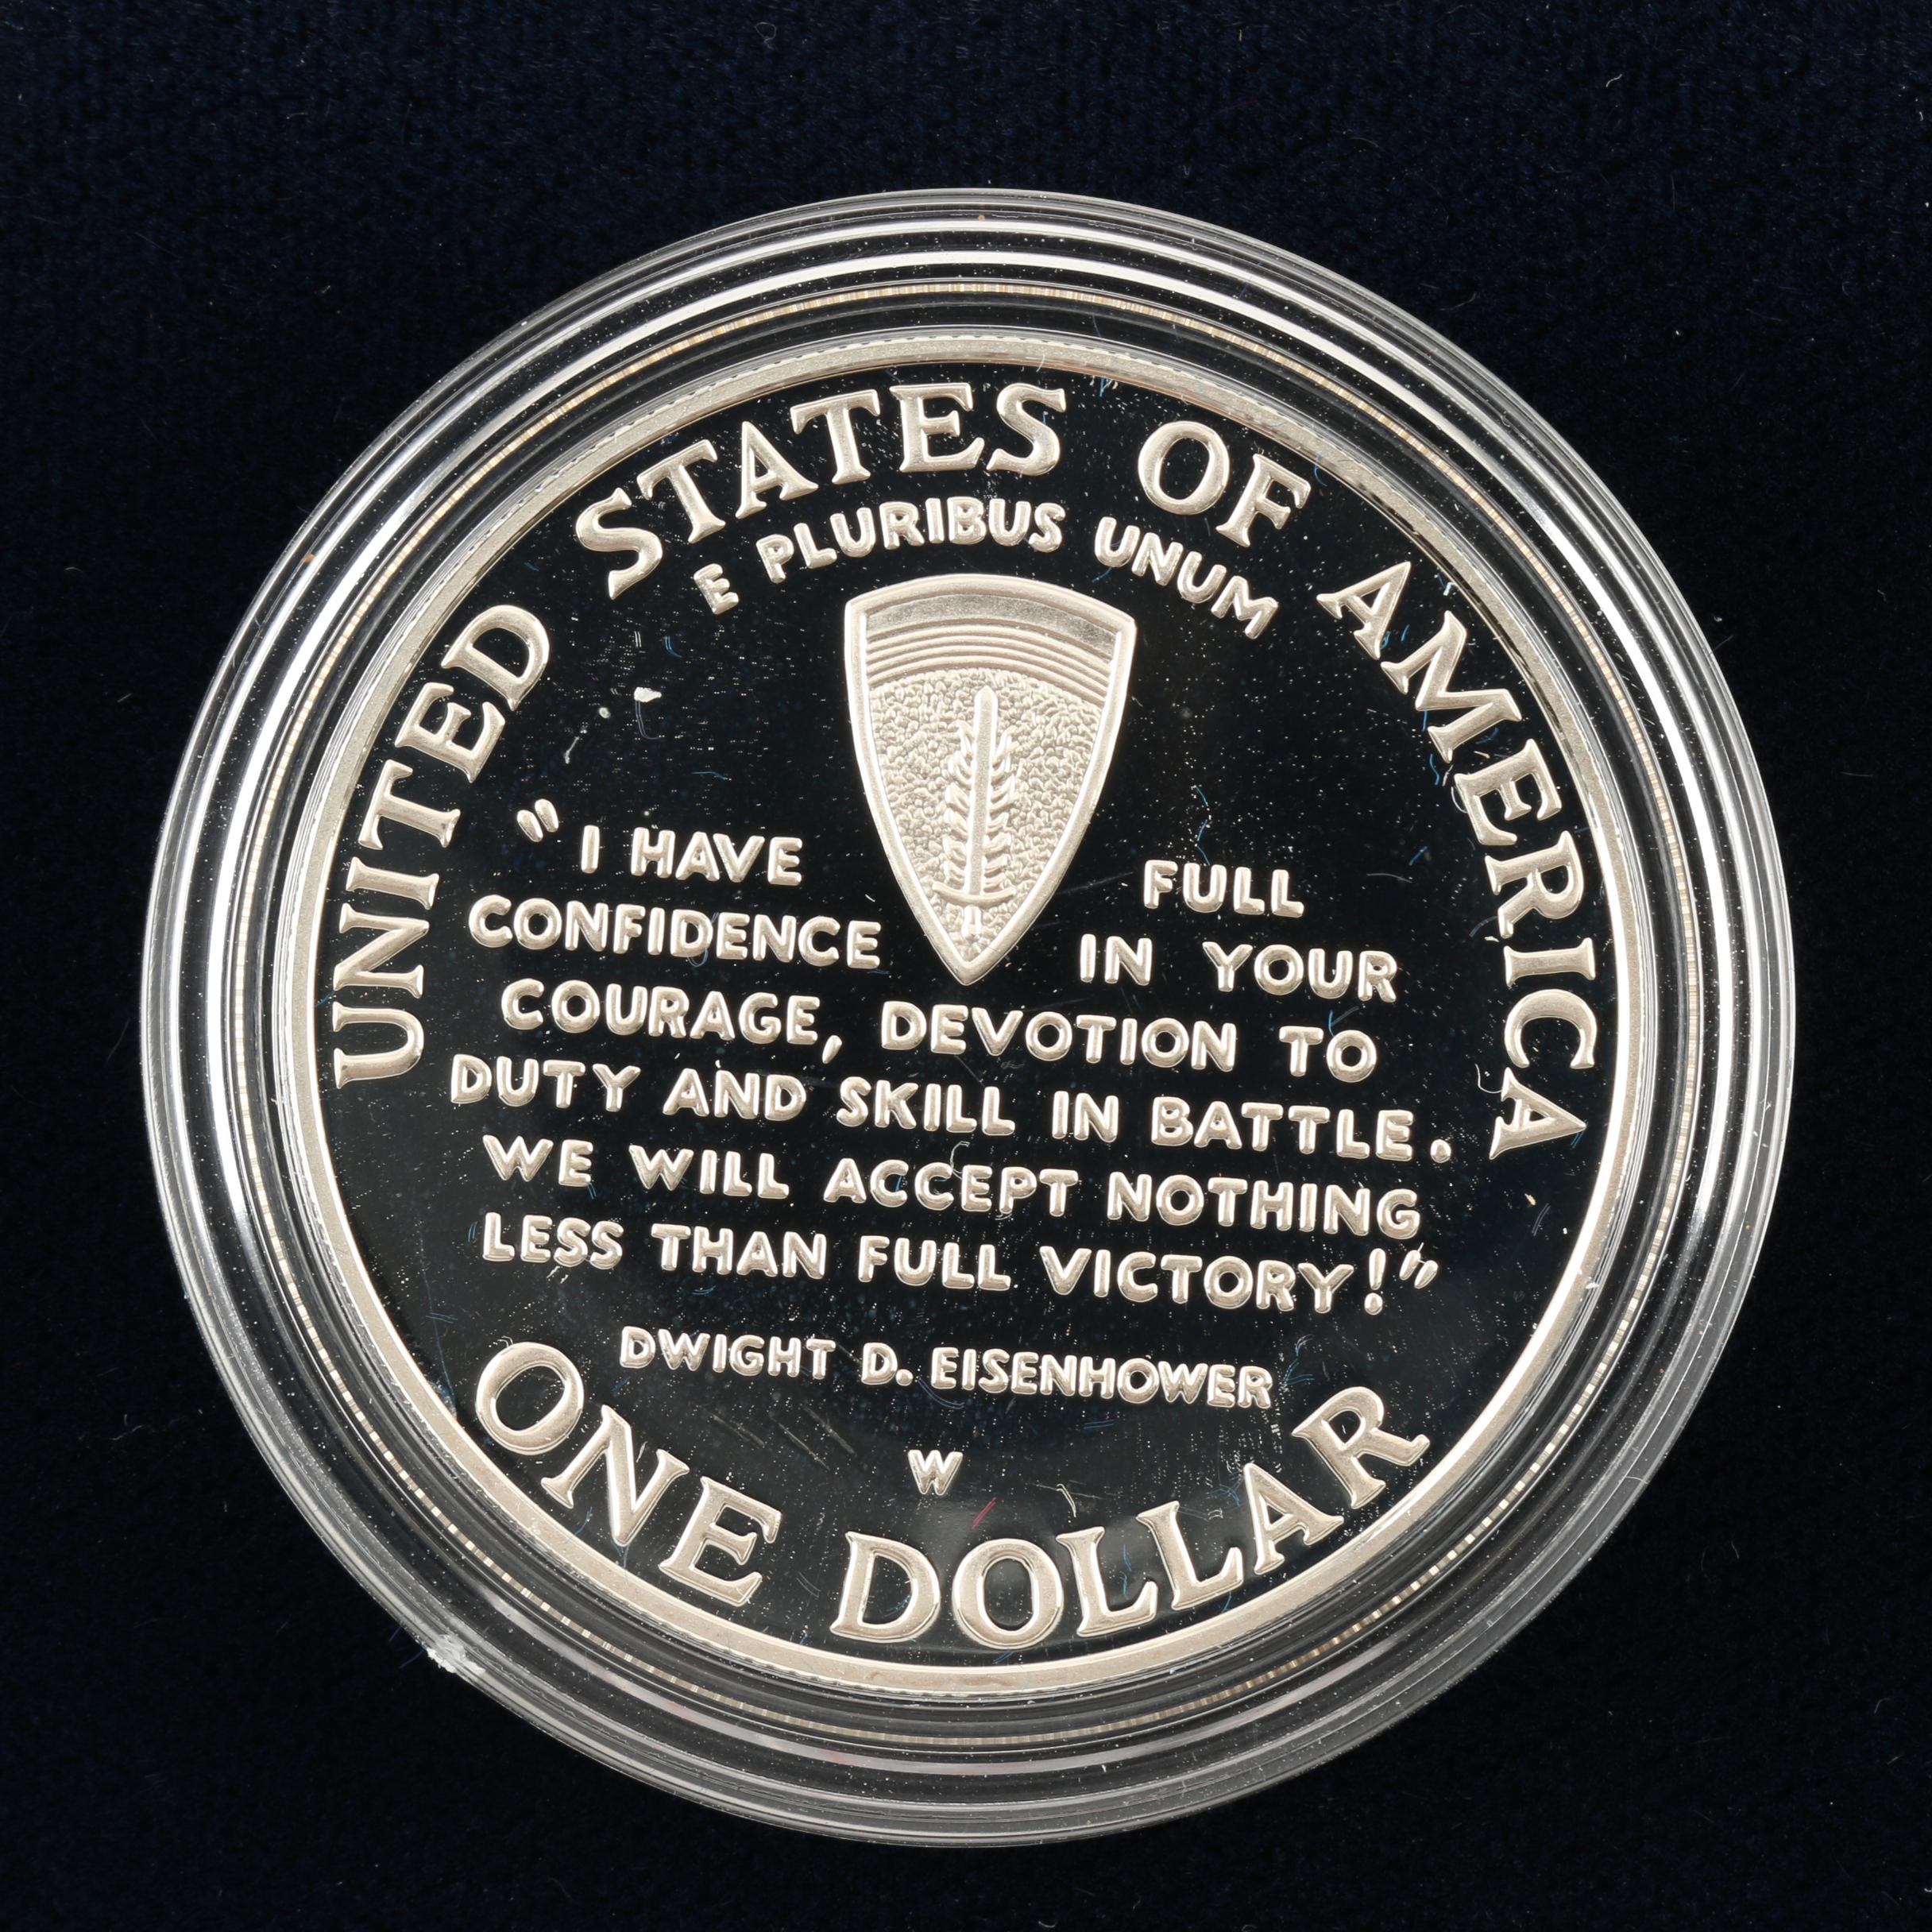 UNITED STATES OF AMERICA
E PLURIBUS UNUM
"I HAVE FULL
CONFIDENCE IN YOUR
COURAGE, DEVOTION TO
DUTY AND SKILL IN BATTLE.
WE WILL ACCEPT NOTHING
LESS THAN FULL VICTORY!"
DWIGHT D. EISENHOWER
W
ONE DOLLAR